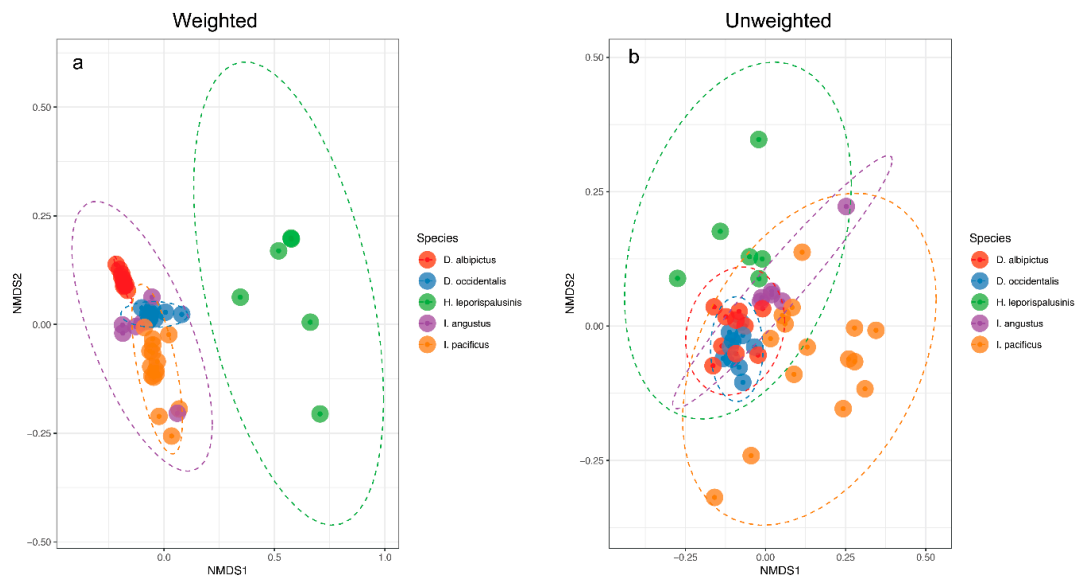 Weighted
a
0.50
0.25
0.00
−0.25
−0.50
NMDS2
0.0
0.5
1.0
NMDS1
Species
D. albipictus
D. occidentalis
H. leporispalusinis
I. angustus
I. pacificus
Unweighted
b
0.50
0.25
0.00
−0.25
NMDS2
−0.25
0.00
0.25
0.50
NMDS1
Species
D. albipictus
D. occidentalis
H. leporispalusinis
I. angustus
I. pacificus